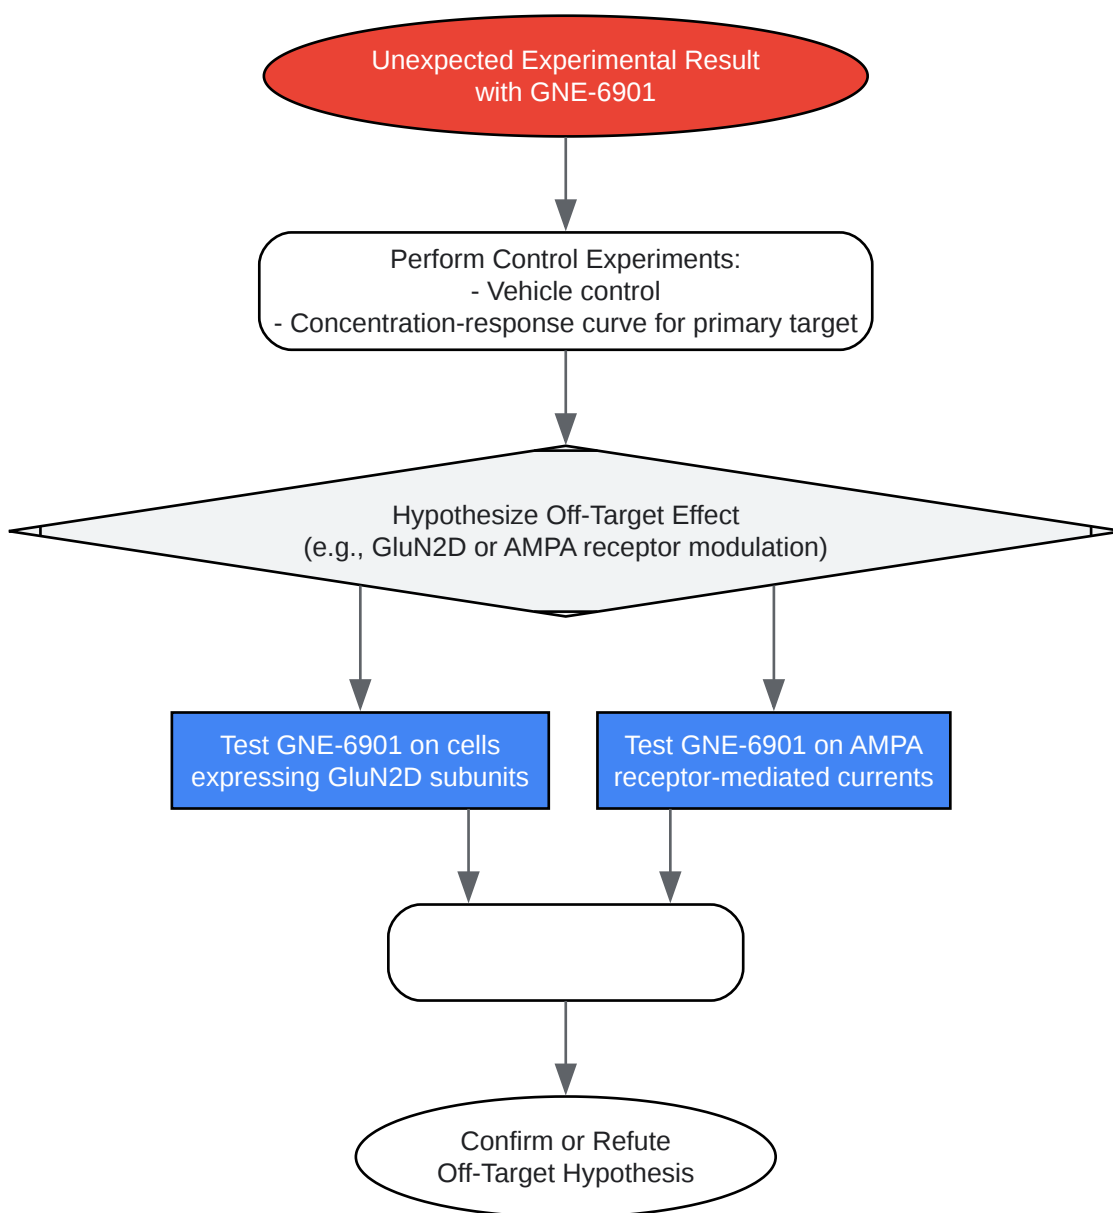 Unexpected Experimental Result
with GNE-6901
Perform Control Experiments:
- Vehicle control
- Concentration-response curve for primary target
Hypothesize Off-Target Effect
(e.g., GluN2D or AMPA receptor modulation)
Test GNE-6901 on cells
expressing GluN2D subunits
Test GNE-6901 on AMPA
receptor-mediated currents
Confirm or Refute
Off-Target Hypothesis